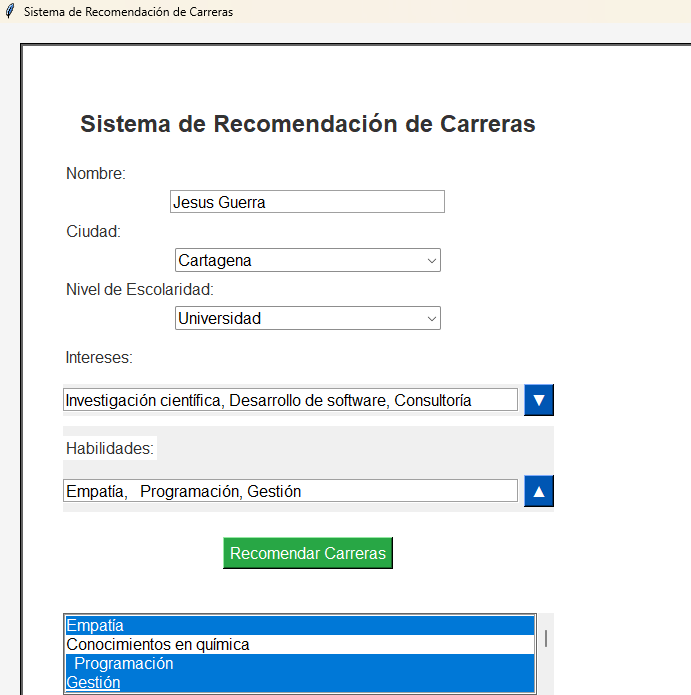 Sistema de Recomendación de Carreras
Sistema de Recomendación de Carreras
Nombre:
Jesus Guerra
Ciudad:
Cartagena
Nivel de Escolaridad:
Universidad
Intereses:
Investigación científica, Desarrollo de software, Consultoría
▼
Habilidades:
Empatía,   Programación, Gestión
▲
Recomendar Carreras
Empatía
Conocimientos en química
Programación
Gestión